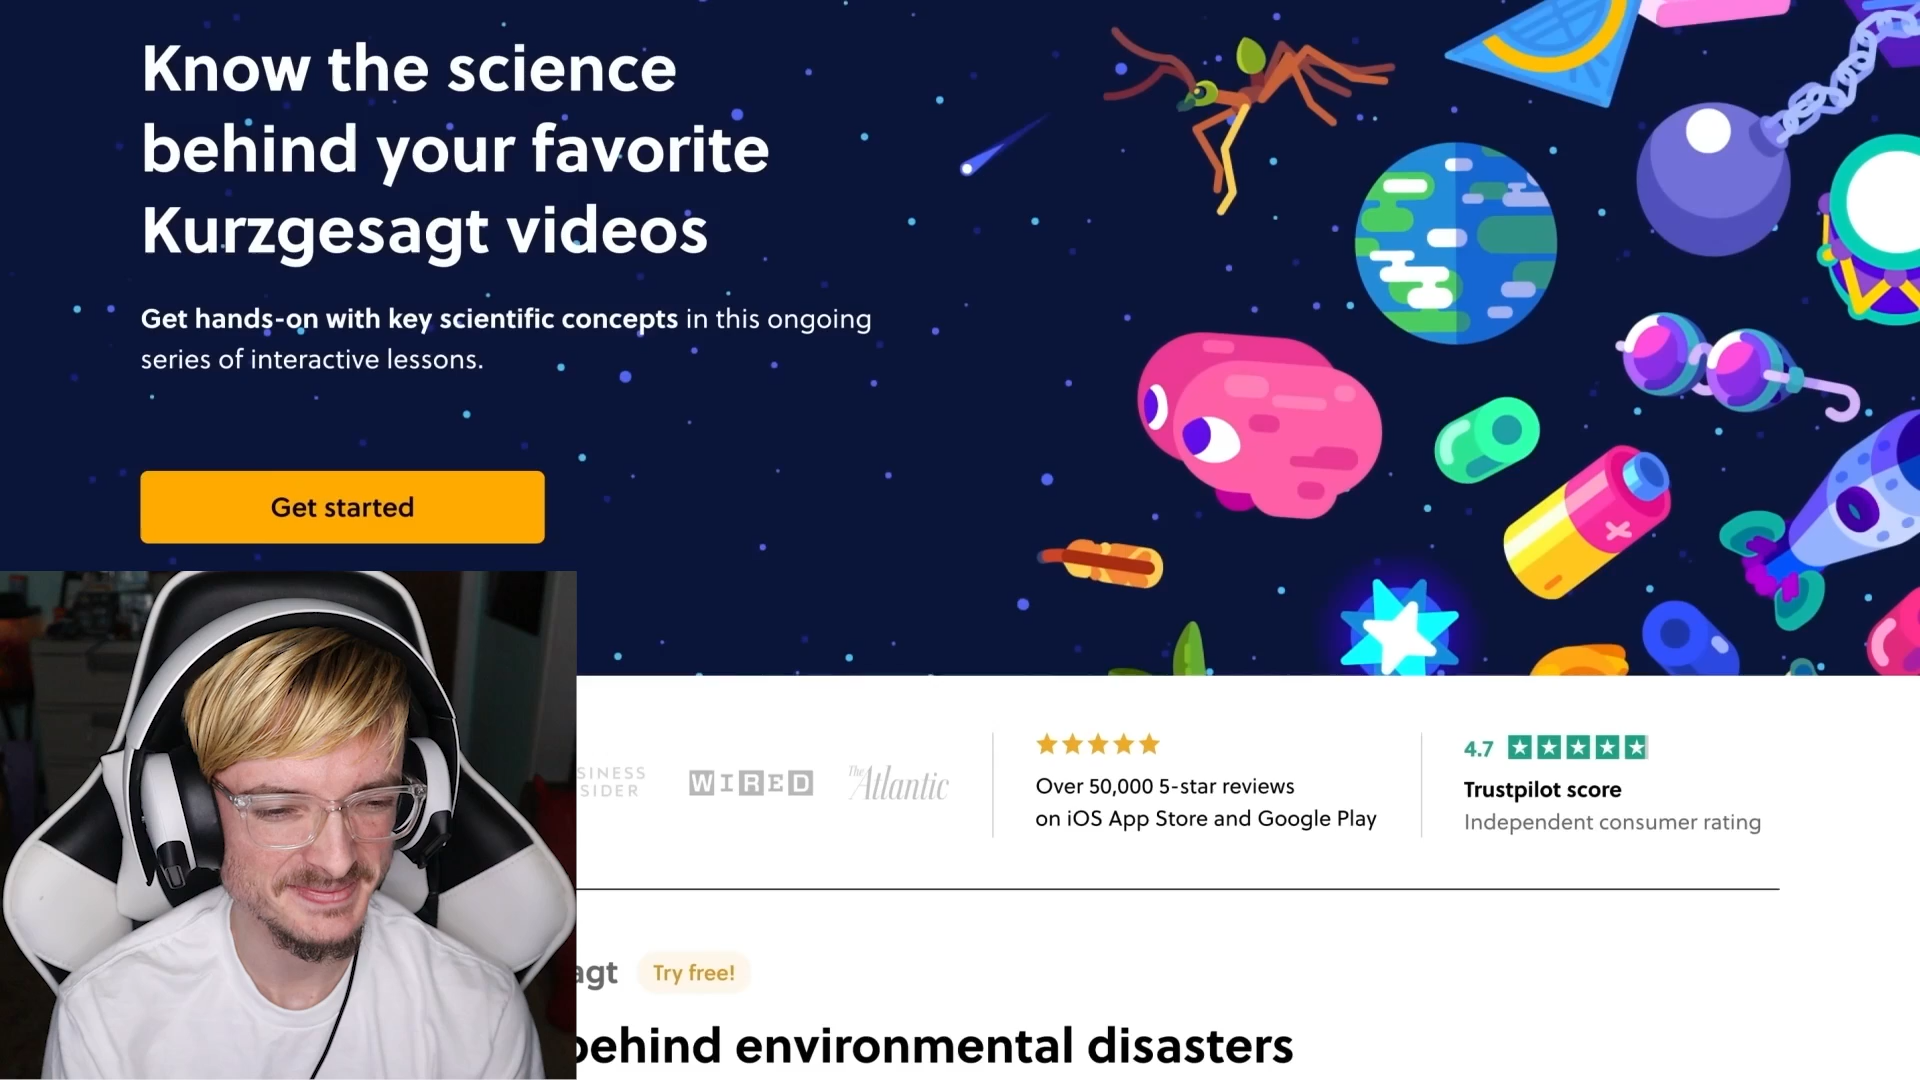 Know the science
behind your favorite
Kurzgesagt videos
Get hands-on with key scientific concepts in this ongoing
series of interactive lessons.
Get started
SINESS
SIDER
WIRED
The Atlantic
Over 50,000 5-star reviews
on iOS App Store and Google Play
4.7
Trustpilot score
Independent consumer rating
agt
Try free!
behind environmental disasters